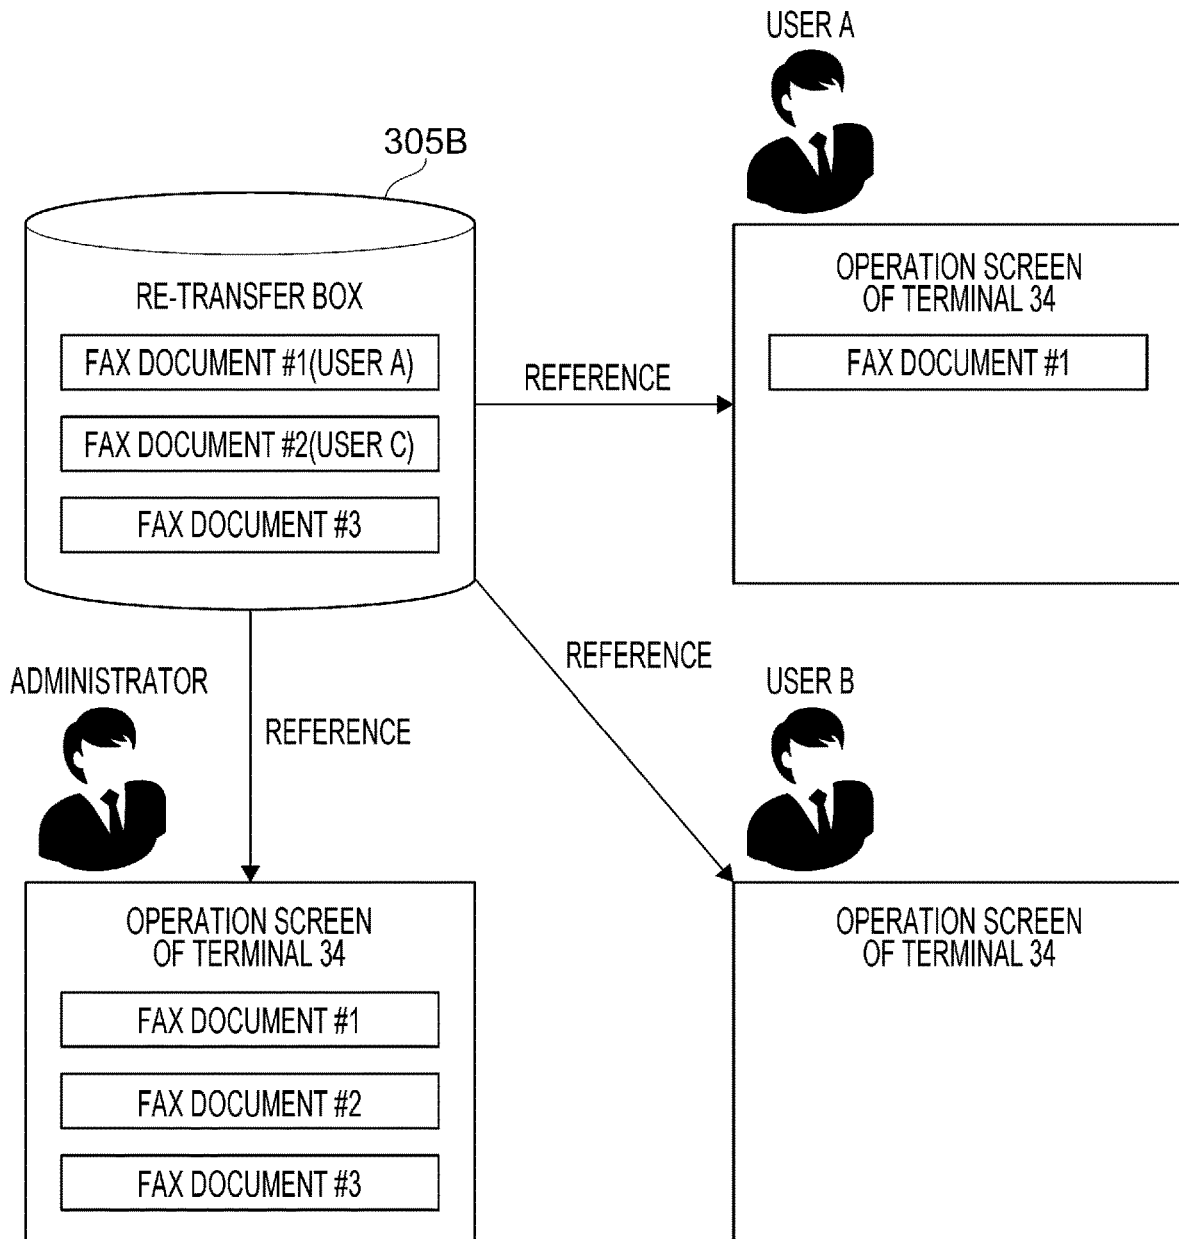 USER A
305B
RE-TRANSFER BOX
FAX DOCUMENT #1(USER A)
FAX DOCUMENT #2(USER C)
FAX DOCUMENT #3
REFERENCE
OPERATION SCREEN
OF TERMINAL 34
FAX DOCUMENT #1
ADMINISTRATOR
REFERENCE
REFERENCE
USER B
OPERATION SCREEN
OF TERMINAL 34
FAX DOCUMENT #1
FAX DOCUMENT #2
FAX DOCUMENT #3
OPERATION SCREEN
OF TERMINAL 34